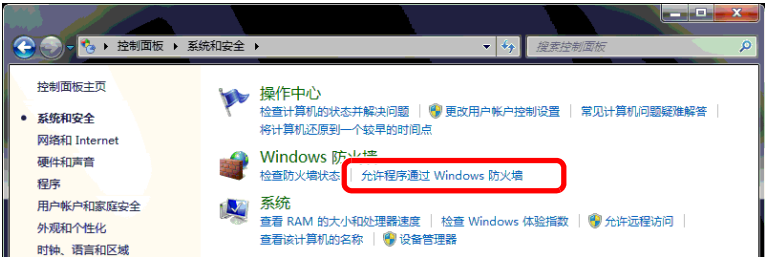 控制面板 ▸ 系统和安全 ▸
搜索控制面板
控制面板主页
系统和安全
网络和 Internet
硬件和声音
程序
用户帐户和家庭安全
外观和个性化
时钟、语言和区域
操作中心
检查计算机的状态并解决问题 | 更改用户帐户控制设置 | 常见计算机问题疑难解答 |
将计算机还原到一个较早的时间点
Windows 防火墙
检查防火墙状态 | 允许程序通过 Windows 防火墙
系统
查看 RAM 的大小和处理器速度 | 检查 Windows 体验指数 | 允许远程访问 |
查看该计算机的名称 | 设备管理器